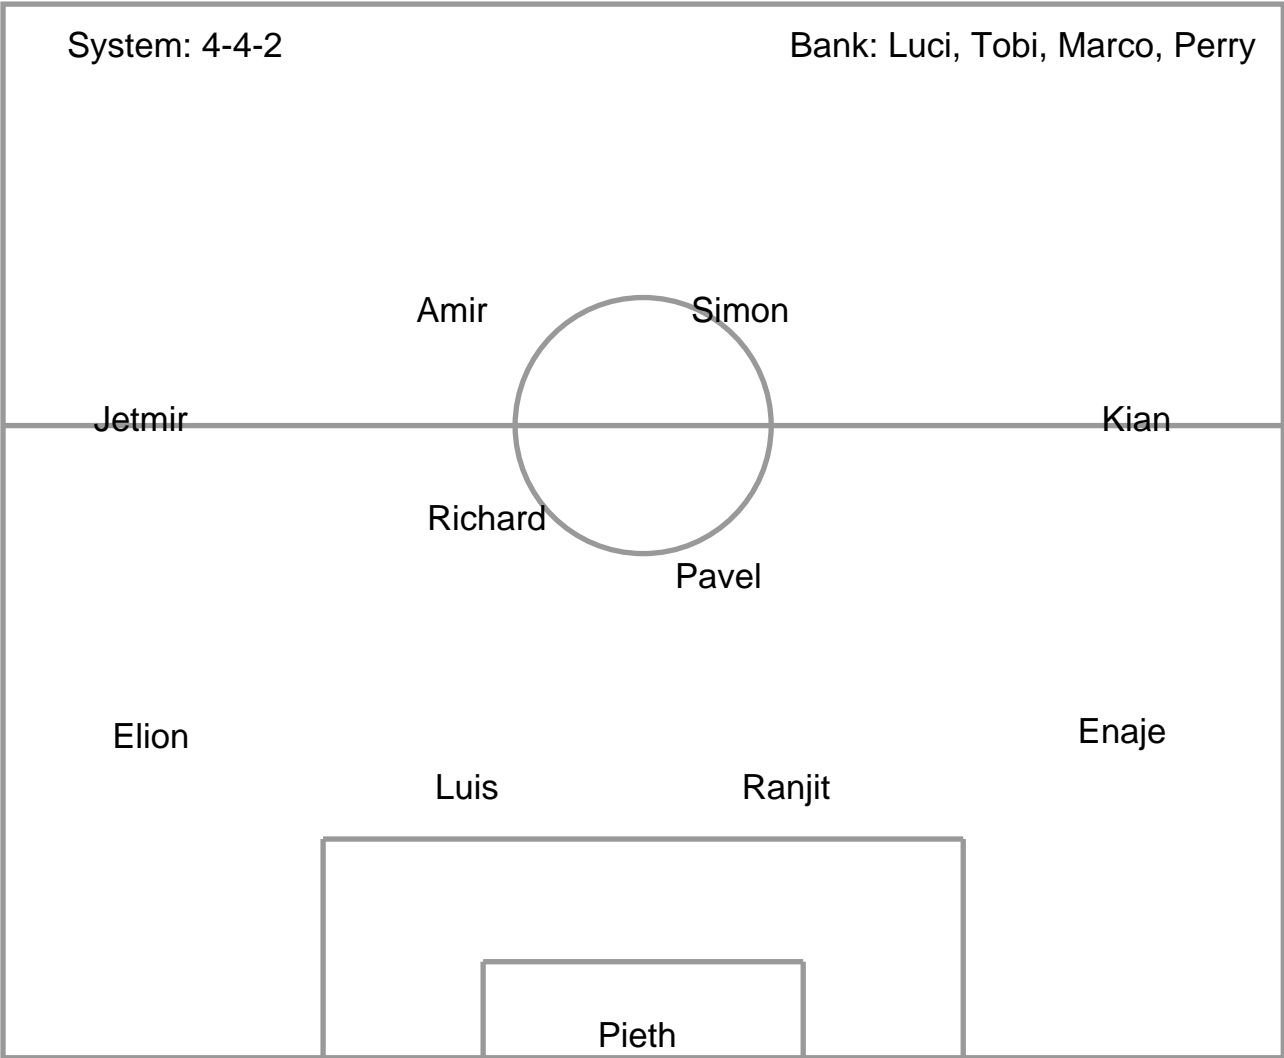 System: 4-4-2
Bank: Luci, Tobi, Marco, Perry
Amir
Simon
Jetmir
Kian
Richard
Pavel
Elion
Enaje
Luis
Ranjit
Pieth